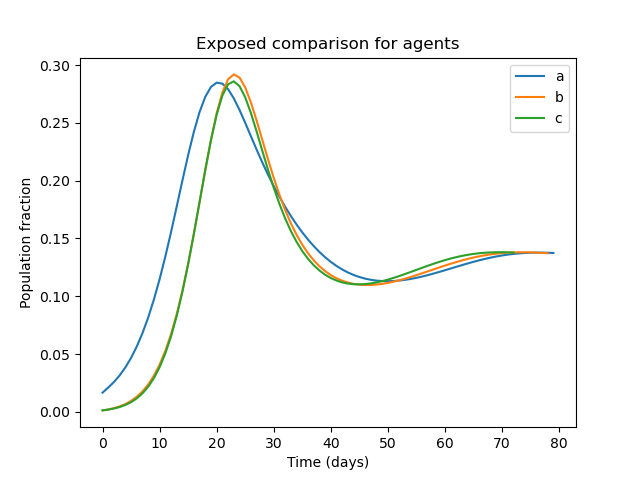 Exposed comparison for agents
a
b
c
0.30
0.25
0.20
0.15
0.10
0.05
0.00
Population fraction
0 10 20 30 40 50 60 70 80
Time (days)